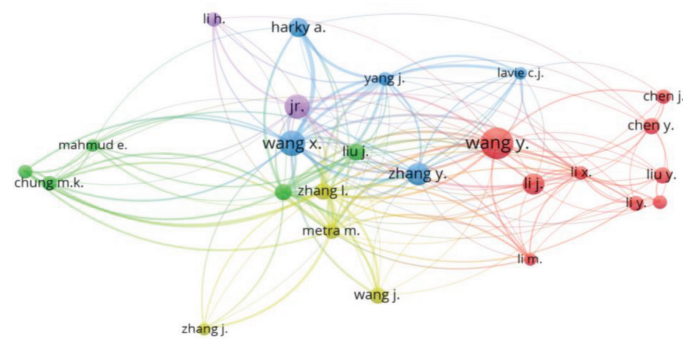 li h.
harky a.
yang j.
lavie c.j.
chen j.
jr.
chen y.
mahmud e.
wang x.
liu j.
wang y.
zhang y.
li x.
liu y.
chung m.k.
zhang l.
li j.
li y.
metra m.
li m.
wang j.
zhang j.